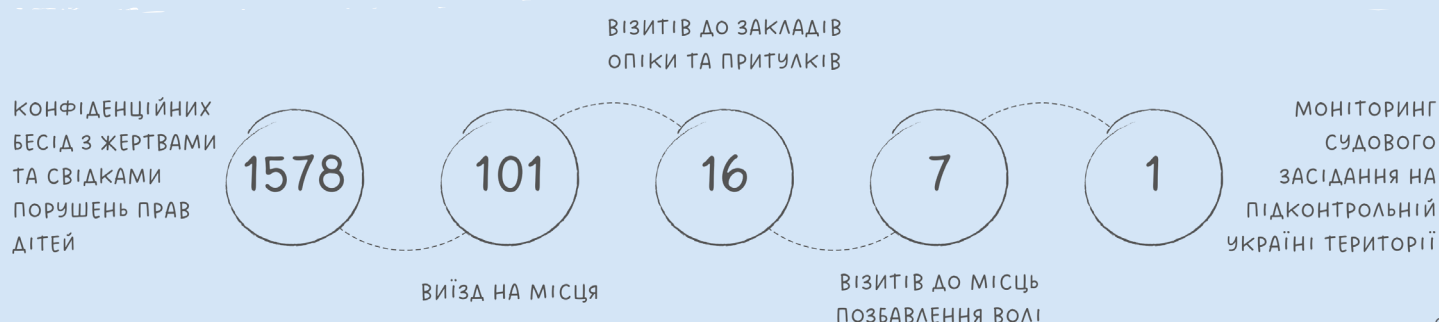 ВІЗИТІВ ДО ЗАКЛАДІВ
ОПІКИ ТА ПРИТУЛКІВ
КОНФІДЕНЦІЙНИХ
БЕСІД З ЖЕРТВАМИ
ТА СВІДКАМИ
ПОРУШЕНЬ ПРАВ
ДІТЕЙ
1578
101
16
7
1
МОНІТОРИНГ
СУДОВОГО
ЗАСІДАННЯ НА
ПІДКОНТРОЛЬНІЙ
УКРАЇНІ ТЕРИТОРІЇ
ВИЇЗД НА МІСЦЯ
ВІЗИТІВ ДО МІСЦЬ
ПОЗБАВЛЕННЯ ВОЛІ